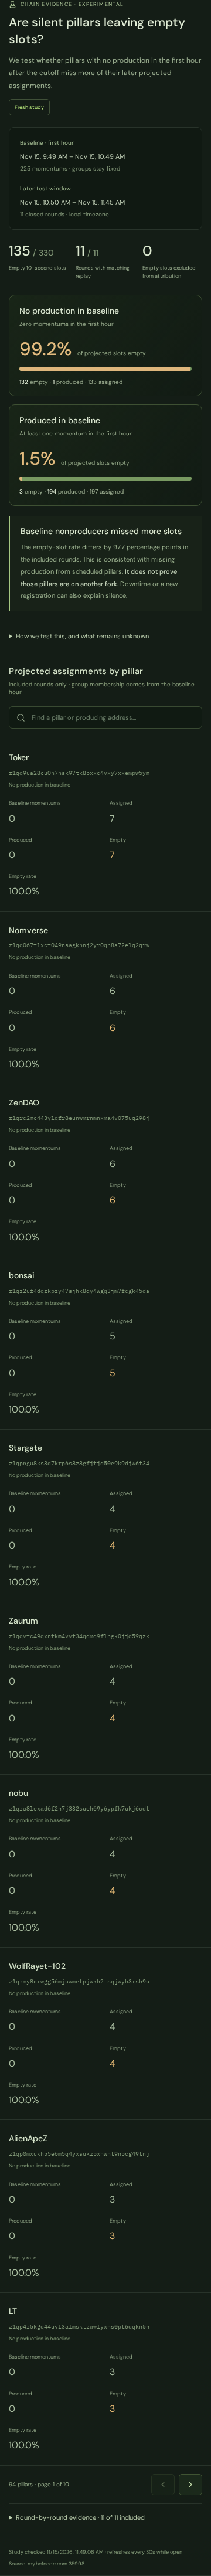 CHAIN EVIDENCE · EXPERIMENTAL
Are silent pillars leaving empty
slots?
We test whether pillars with no production in the first hour
after the cutoff miss more of their later projected
assignments.
Fresh study
Baseline · first hour
Nov 15, 9:49 AM – Nov 15, 10:49 AM
225 momentums · groups stay fixed
Later test window
Nov 15, 10:50 AM – Nov 15, 11:45 AM
11 closed rounds · local timezone
135 / 330
Empty 10-second slots
11 / 11
Rounds with matching
replay
0
Empty slots excluded
from attribution
No production in baseline
Zero momentums in the first hour
99.2% of projected slots empty
132 empty · 1 produced · 133 assigned
Produced in baseline
At least one momentum in the first hour
1.5% of projected slots empty
3 empty · 194 produced · 197 assigned
Baseline nonproducers missed more slots
The empty-slot rate differs by 97.7 percentage points in
the included rounds. This is consistent with missing
production from scheduled pillars. It does not prove
those pillars are on another fork. Downtime or a new
registration can also explain silence.
How we test this, and what remains unknown
Projected assignments by pillar
Included rounds only · group membership comes from the baseline
hour
Find a pillar or producing address…
Toker
No production in baseline
Baseline momentums
0
Assigned
7
Produced
0
Empty
7
Empty rate
100.0%
Nomverse
No production in baseline
Baseline momentums
0
Assigned
6
Produced
0
Empty
6
Empty rate
100.0%
ZenDAO
No production in baseline
Baseline momentums
0
Assigned
6
Produced
0
Empty
6
Empty rate
100.0%
bonsai
No production in baseline
Baseline momentums
0
Assigned
5
Produced
0
Empty
5
Empty rate
100.0%
Stargate
No production in baseline
Baseline momentums
0
Assigned
4
Produced
0
Empty
4
Empty rate
100.0%
Zaurum
No production in baseline
Baseline momentums
0
Assigned
4
Produced
0
Empty
4
Empty rate
100.0%
nobu
No production in baseline
Baseline momentums
0
Assigned
4
Produced
0
Empty
4
Empty rate
100.0%
WolfRayet-102
No production in baseline
Baseline momentums
0
Assigned
4
Produced
0
Empty
4
Empty rate
100.0%
AlienApeZ
No production in baseline
Baseline momentums
0
Assigned
3
Produced
0
Empty
3
Empty rate
100.0%
LT
No production in baseline
Baseline momentums
0
Assigned
3
Produced
0
Empty
3
Empty rate
100.0%
94 pillars · page 1 of 10
Round-by-round evidence · 11 of 11 included
Study checked 11/15/2026, 11:49:06 AM · refreshes every 30s while open
Source: my.hc1node.com:35998